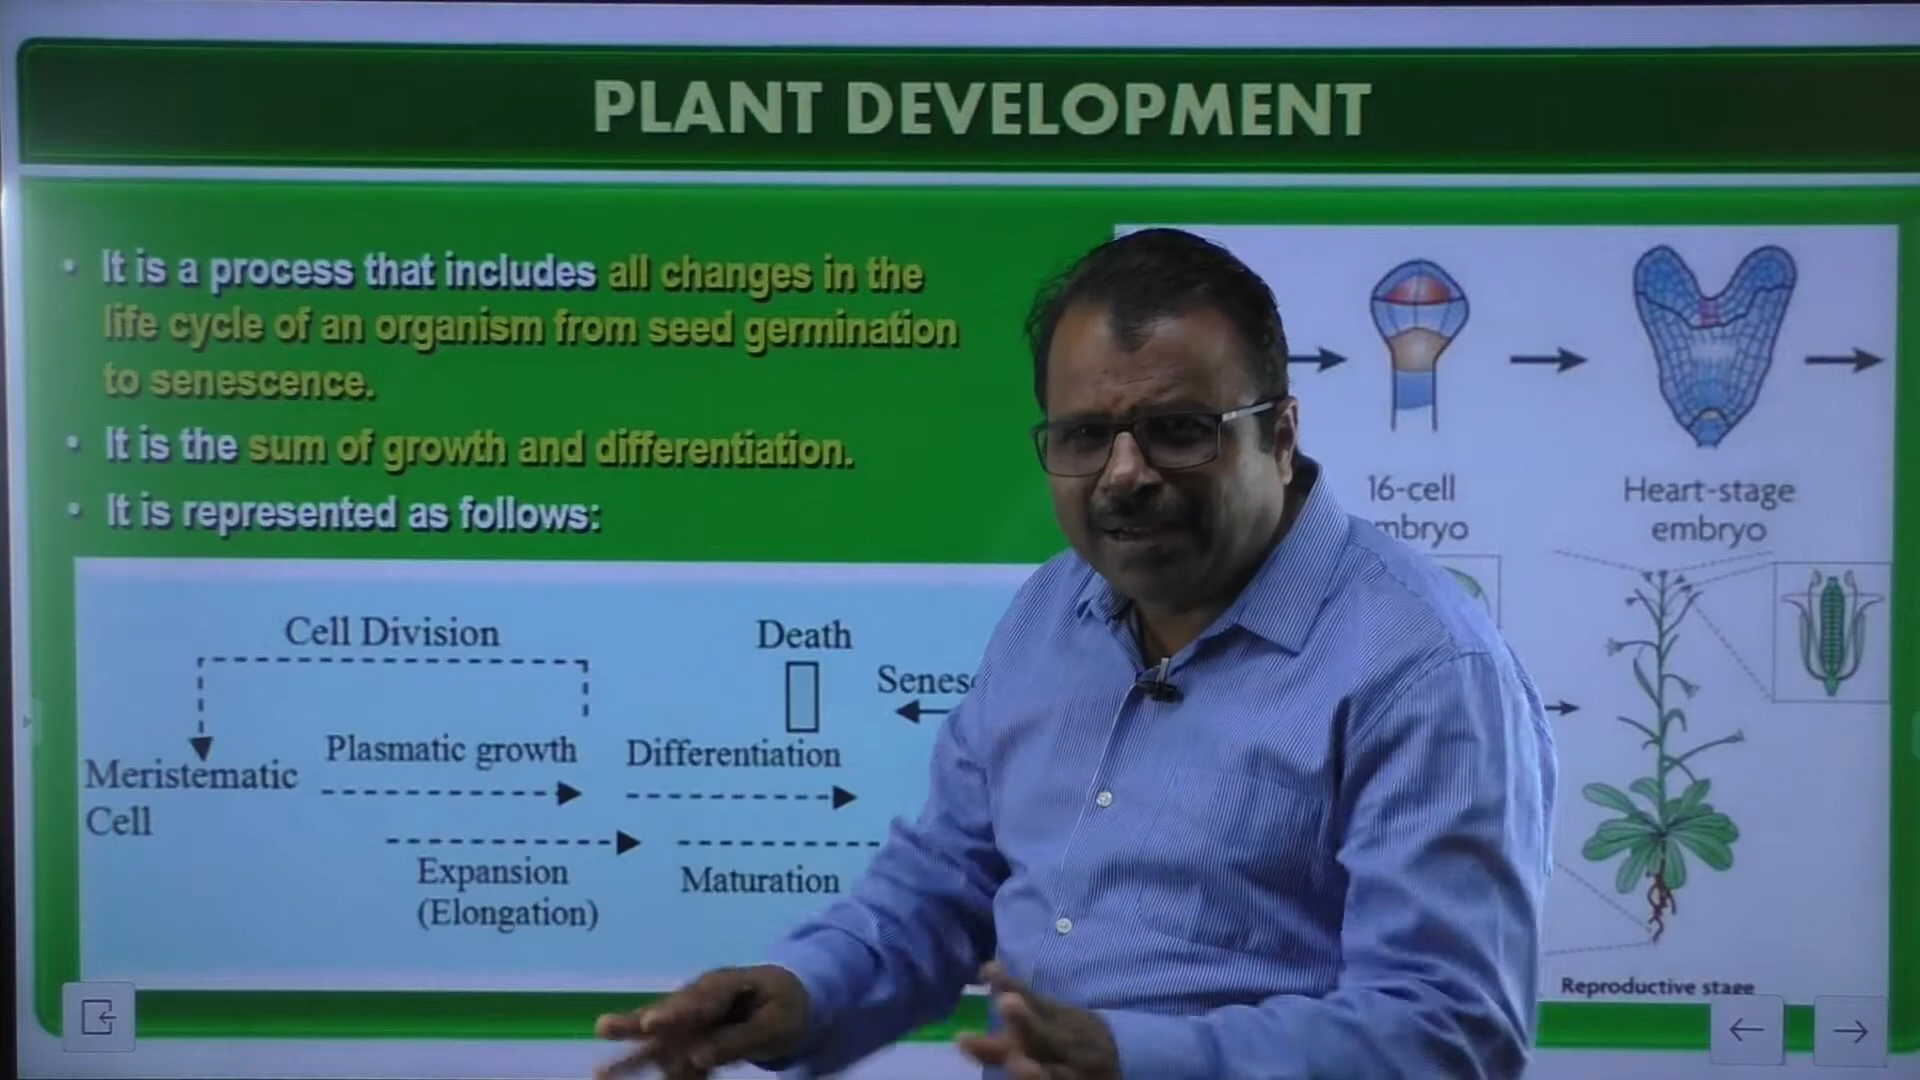 PLANT DEVELOPMENT
• It is a process that includes all changes in the
life cycle of an organism from seed germination
to senescence.
• It is the sum of growth and differentiation.
• It is represented as follows:
Cell Division
Death
Plasmatic growth
Differentiation
Meristematic
Cell
Expansion
(Elongation)
Maturation
16-cell
Heart-stage
embryo
Reproductive stage